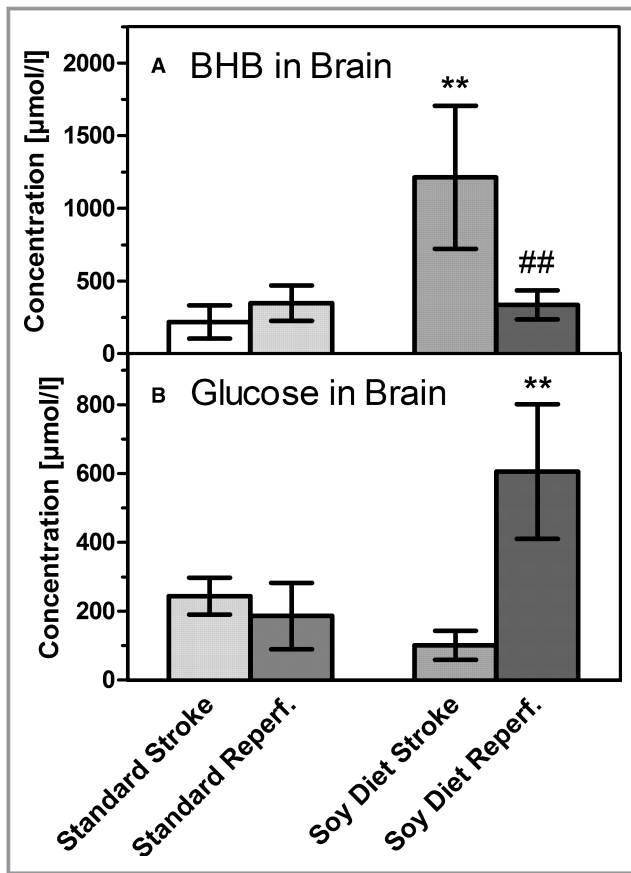 A BHB in Brain
Concentration [µmol/l]
2000
1500
1000
500
0
**
##
B Glucose in Brain
Concentration [µmol/l]
800
600
400
200
0
**
Standard Stroke
Standard Reperf.
Soy Diet Stroke
Soy Diet Reperf.